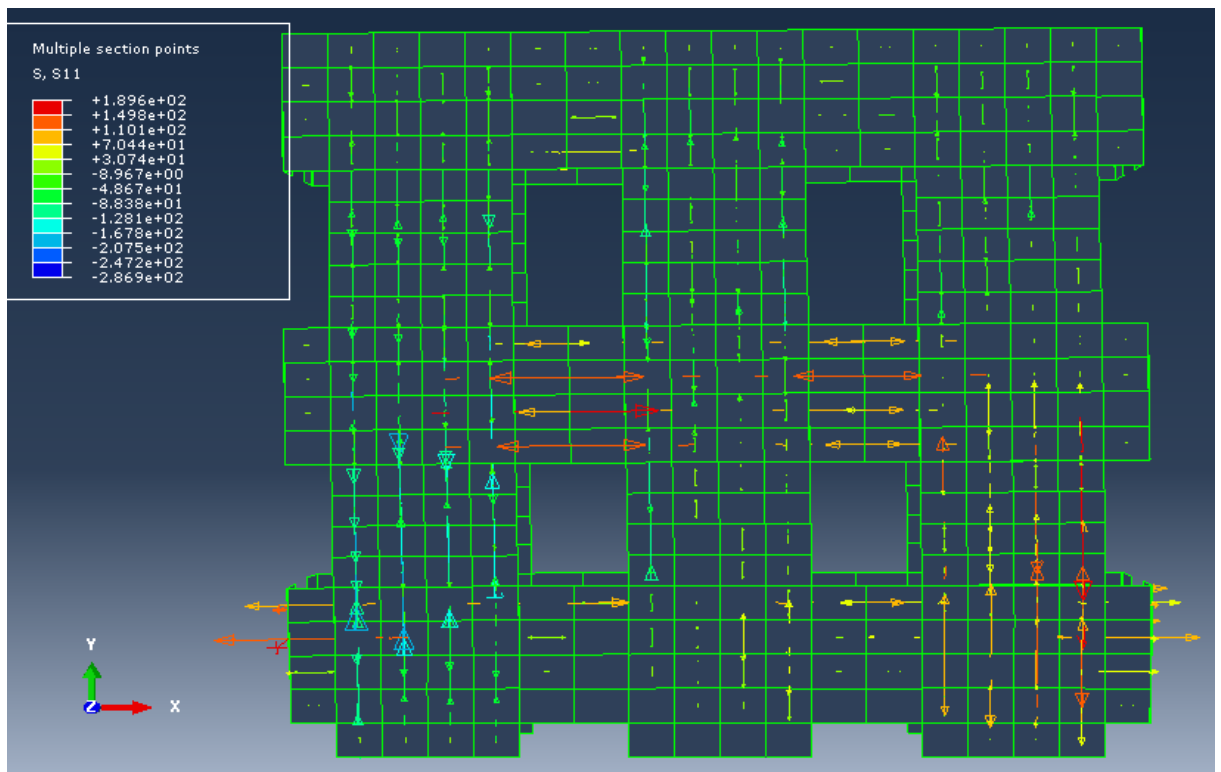 Multiple section points
S, S11
+1.896e+02
+1.498e+02
+1.101e+02
+7.044e+01
+3.074e+01
-8.967e+00
-4.867e+01
-8.838e+01
-1.281e+02
-1.678e+02
-2.075e+02
-2.472e+02
-2.869e+02
Y
Z
X